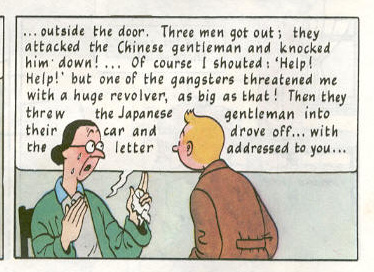 ...outside the door. Three men got out; they
attacked the Chinese gentleman and knocked
him down!... Of course I shouted: 'Help!
Help!' but one of the gangsters threatened me
with a huge revolver, as big as that! Then they
threw the Japanese gentleman into
their car and drove off... with
the letter addressed to you...